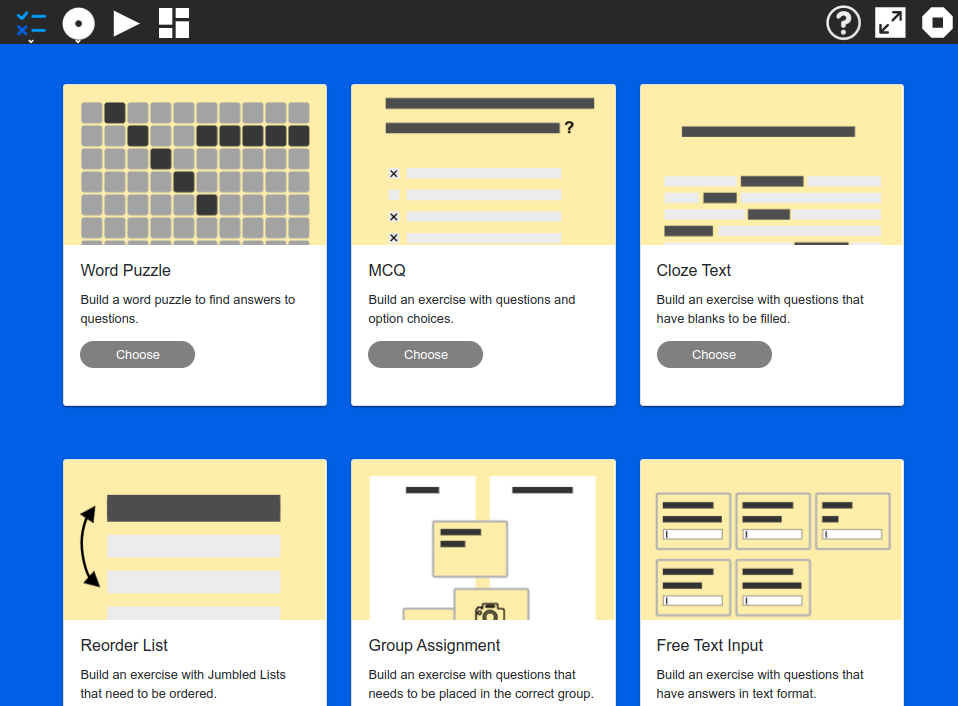 ?
Word Puzzle
Build a word puzzle to find answers to
questions.
Choose
MCQ
Build an exercise with questions and
option choices.
Choose
Cloze Text
Build an exercise with questions that
have blanks to be filled.
Choose
Reorder List
Build an exercise with Jumbled Lists
that need to be ordered.
Group Assignment
Build an exercise with questions that
needs to be placed in the correct group.
Free Text Input
Build an exercise with questions that
have answers in text format.